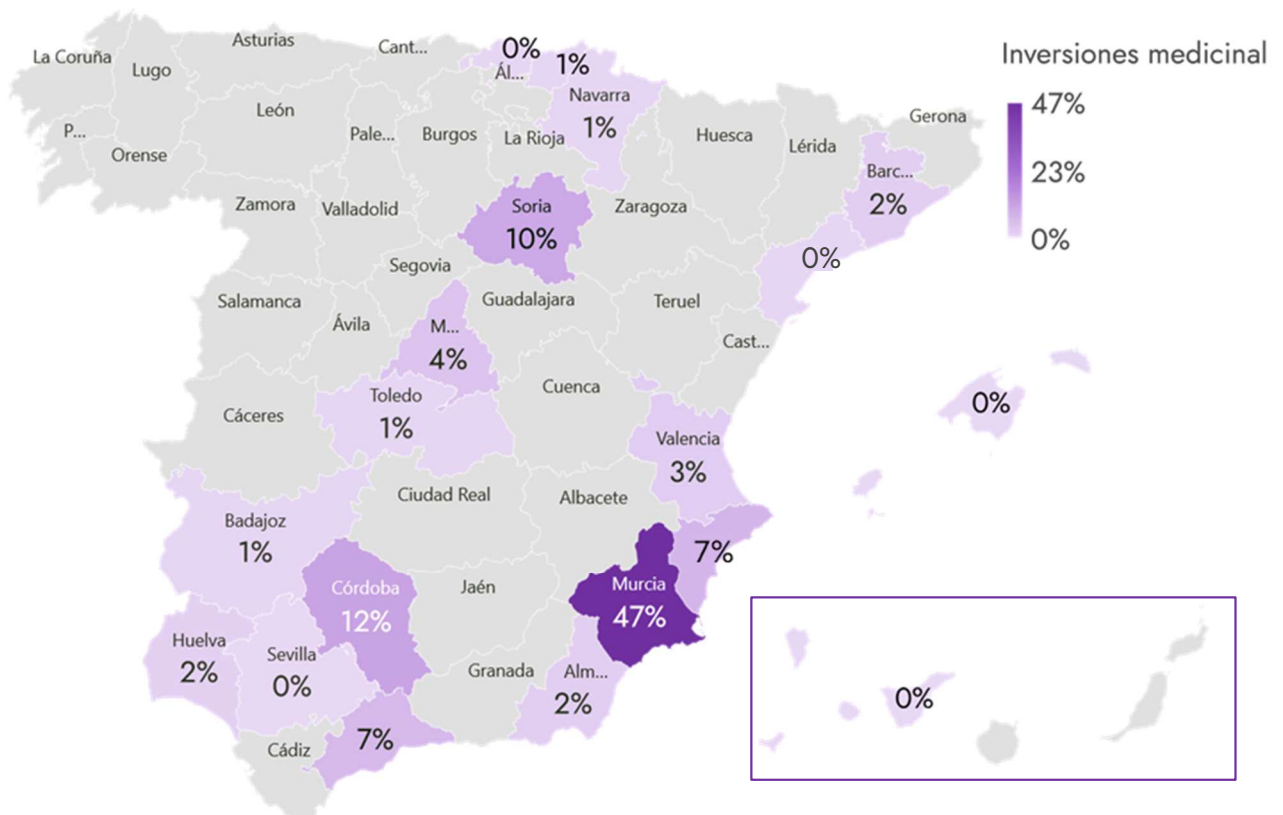 Inversiones medicinal
47%
23%
0%
La Coruña
Lugo
Asturias
Cant...
0%
1%
Ál...
Navarra
1%
P...
Orense
León
Pale...
Burgos
La Rioja
Huesca
Lérida
Gerona
Barc...
2%
Zamora
Valladolid
Soria
10%
Zaragoza
0%
Segovia
Salamanca
Ávila
Guadalajara
Teruel
M...
4%
Cast...
Cáceres
Toledo
1%
Cuenca
0%
Valencia
3%
Ciudad Real
Albacete
Badajoz
1%
7%
Córdoba
12%
Jaén
Murcia
47%
Huelva
2%
Sevilla
0%
Granada
Alm...
2%
Cádiz
7%
0%